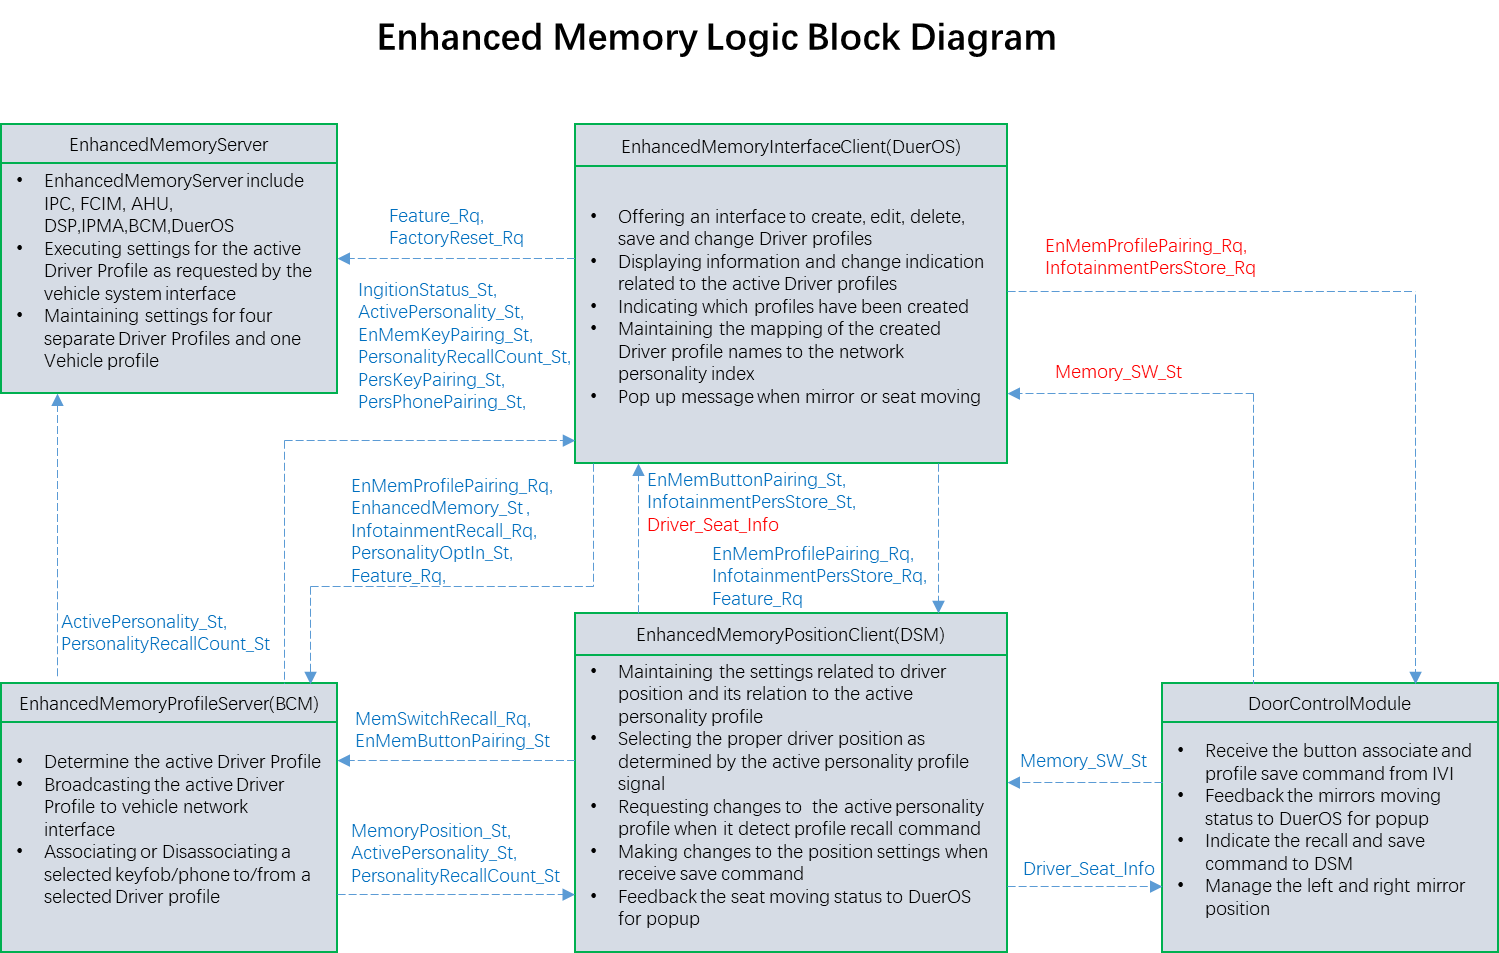 Enhanced Memory Logic Block Diagram
EnhancedMemoryServer
• EnhancedMemoryServer include
IPC, FCIM, AHU,
DSP,IPMA,BCM,DuerOS
• Executing settings for the active
Driver Profile as requested by the
vehicle system interface
• Maintaining settings for four
separate Driver Profiles and one
Vehicle profile
Feature_Rq,
FactoryReset_Rq
IngitionStatus_St,
ActivePersonality_St,
EnMemKeyPairing_St,
PersonalityRecallCount_St,
PersKeyPairing_St,
PersPhonePairing_St,
EnhancedMemoryInterfaceClient(DuerOS)
• Offering an interface to create, edit, delete,
save and change Driver profiles
• Displaying information and change indication
related to the active Driver profiles
• Indicating which profiles have been created
• Maintaining the mapping of the created
Driver profile names to the network
personality index
• Pop up message when mirror or seat moving
EnMemProfilePairing_Rq,
InfotainmentPersStore_Rq
Memory_SW_St
EnMemProfilePairing_Rq,
EnhancedMemory_St ,
InfotainmentRecall_Rq,
PersonalityOptIn_St,
Feature_Rq,
EnMemButtonPairing_St,
InfotainmentPersStore_St,
Driver_Seat_Info
EnMemProfilePairing_Rq,
InfotainmentPersStore_Rq,
Feature_Rq
ActivePersonality_St,
PersonalityRecallCount_St
EnhancedMemoryProfileServer(BCM)
• Determine the active Driver Profile
• Broadcasting the active Driver
Profile to vehicle network
interface
• Associating or Disassociating a
selected keyfob/phone to/from a
selected Driver profile
MemSwitchRecall_Rq,
EnMemButtonPairing_St
MemoryPosition_St,
ActivePersonality_St,
PersonalityRecallCount_St
EnhancedMemoryPositionClient(DSM)
• Maintaining the settings related to driver
position and its relation to the active
personality profile
• Selecting the proper driver position as
determined by the active personality profile
signal
• Requesting changes to the active personality
profile when it detect profile recall command
• Making changes to the position settings when
receive save command
• Feedback the seat moving status to DuerOS
for popup
Memory_SW_St
Driver_Seat_Info
DoorControlModule
• Receive the button associate and
profile save command from IVI
• Feedback the mirrors moving
status to DuerOS for popup
• Indicate the recall and save
command to DSM
• Manage the left and right mirror
position